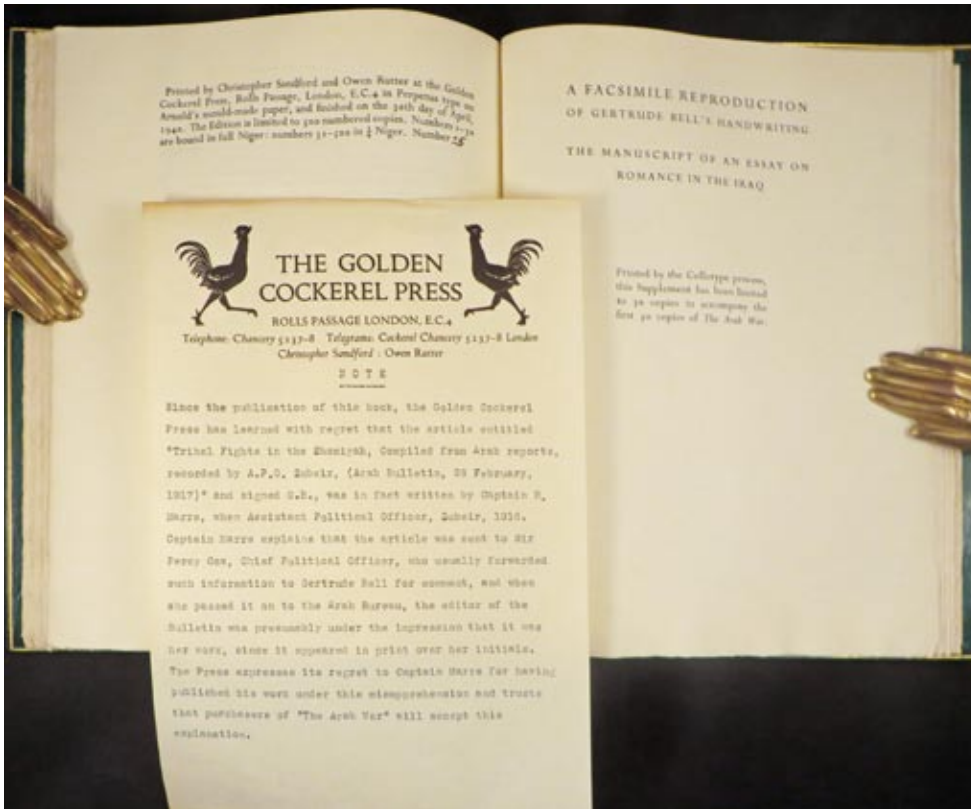 Printed by Christopher Sandford and Owen Rutter at the Golden
Cockerel Press, Rolls Passage, London, E.C.4 in Perpetua type on
Arnold's mould-made paper, and finished on the 30th day of April,
1940. The Edition is limited to 500 numbered copies. Numbers 1-30
are bound in full Niger: numbers 31-500 in ¼ Niger. Number
A FACSIMILE REPRODUCTION
OF GERTRUDE BELL'S HANDWRITING
THE MANUSCRIPT OF AN ESSAY ON
ROMANCE IN THE IRAQ
Printed by the Collotype process,
this Supplement has been limited
to 30 copies to accompany the
first 30 copies of The Arab War.
THE GOLDEN
COCKEREL PRESS
ROLLS PASSAGE LONDON, E.C.4
Telephone: Chancery 5137-8 Telegrams: Cockerel Chancery 5137-8 London
Christopher Sandford : Owen Rutter
NOTE
Since the publication of this book, the Golden Cockerel
Press has learned with regret that the article entitled
"Tribal Fights in the Shamiyah, Compiled from Arab reports,
recorded by A.P.O. Zubair, (Arab Bulletin, February,
1917)" and signed G.B., was in fact written by Captain
Marrs, when Assistant Political Officer, Zubair, 1916.
Captain Marrs explains that the article was sent to Sir
Percy Cox, Chief Political Officer, who usually forwarded
such information to Gertrude Bell for comment, and when
she passed it on to the Arab Bureau, the editor of the
Bulletin was presumably under the impression that it was
her work, since it appeared in print over her initials.
The Press expresses its regret to Captain Marrs for having
published his work under this misapprehension and trusts
that purchasers of "The Arab War" will accept this
explanation.